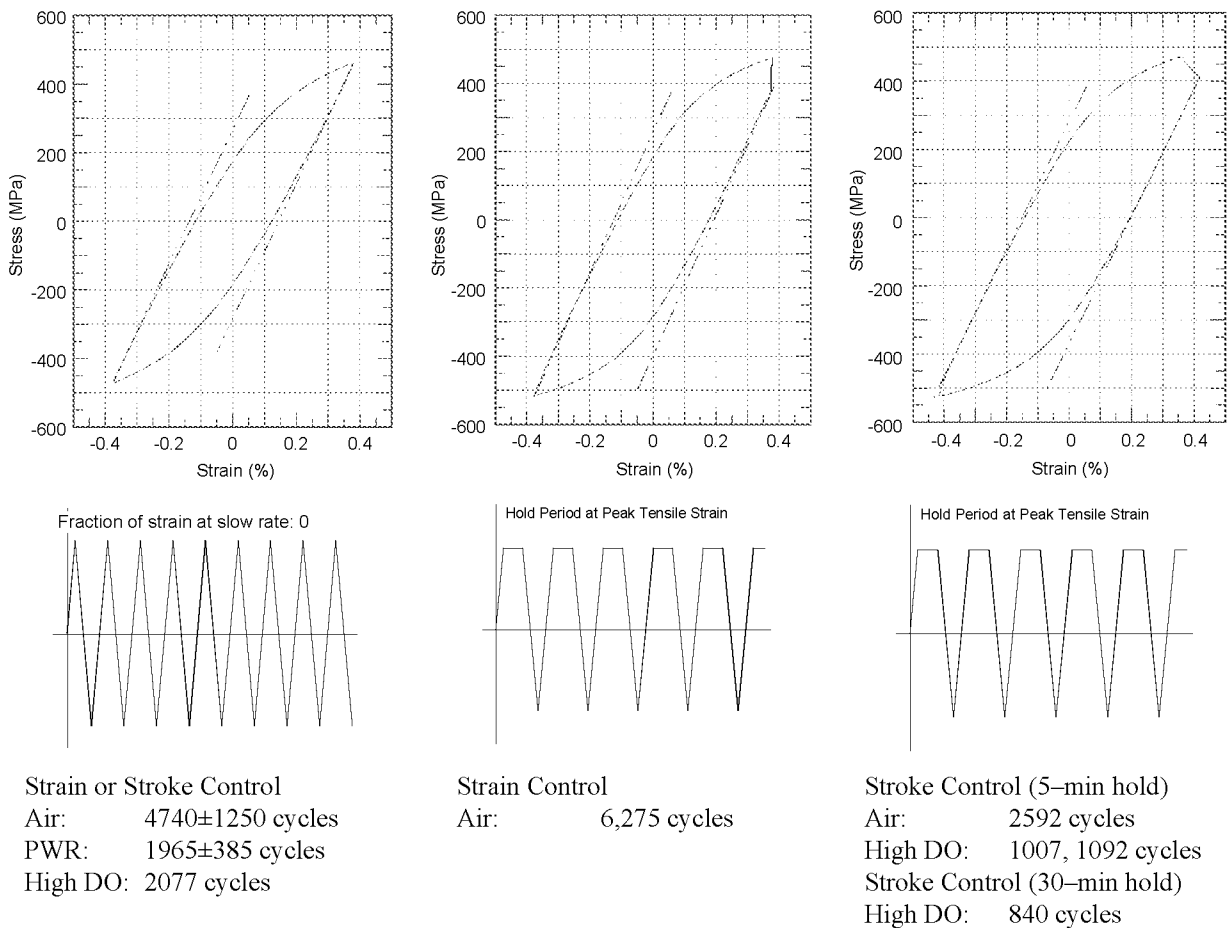 600
400
200
0
-200
-400
-600
Stress (MPa)
-0.4 -0.2 0 0.2 0.4
Strain (%)
600
400
200
0
-200
-400
-600
Stress (MPa)
-0.4 -0.2 0 0.2 0.4
Strain (%)
600
400
200
0
-200
-400
-600
Stress (MPa)
-0.4 -0.2 0 0.2 0.4
Strain (%)
Fraction of strain at slow rate: 0
Hold Period at Peak Tensile Strain
Hold Period at Peak Tensile Strain
Strain or Stroke Control
Air: 4740±1250 cycles
PWR: 1965±385 cycles
High DO: 2077 cycles
Strain Control
Air: 6,275 cycles
Stroke Control (5–min hold)
Air: 2592 cycles
High DO: 1007, 1092 cycles
Stroke Control (30–min hold)
High DO: 840 cycles